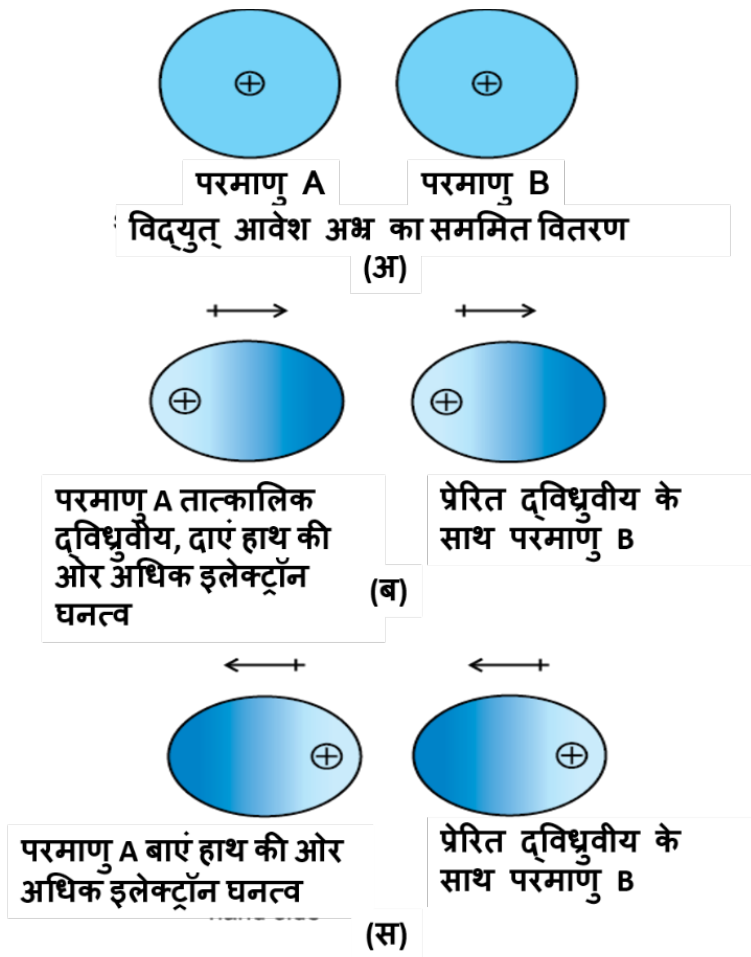 परमाणु A
परमाणु B
विद्युत् आवेश अभ्र का सममित वितरण
(अ)
परमाणु A तात्कालिक
द्विध्रुवीय, दाएं हाथ की
ओर अधिक इलेक्ट्रॉन
घनत्व
प्रेरित द्विध्रुवीय के
साथ परमाणु B
(ब)
परमाणु A बाएं हाथ की ओर
अधिक इलेक्ट्रॉन घनत्व
प्रेरित द्विध्रुवीय के
साथ परमाणु B
(स)